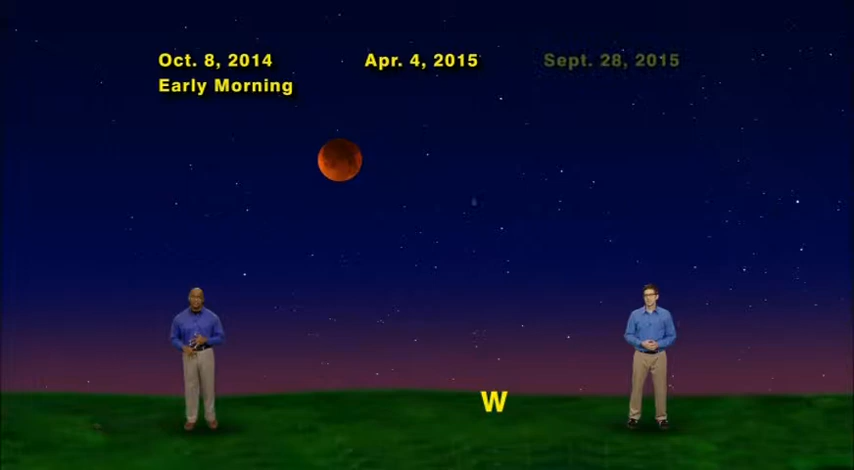 Oct. 8, 2014
Early Morning
Apr. 4, 2015
Sept. 28, 2015
W